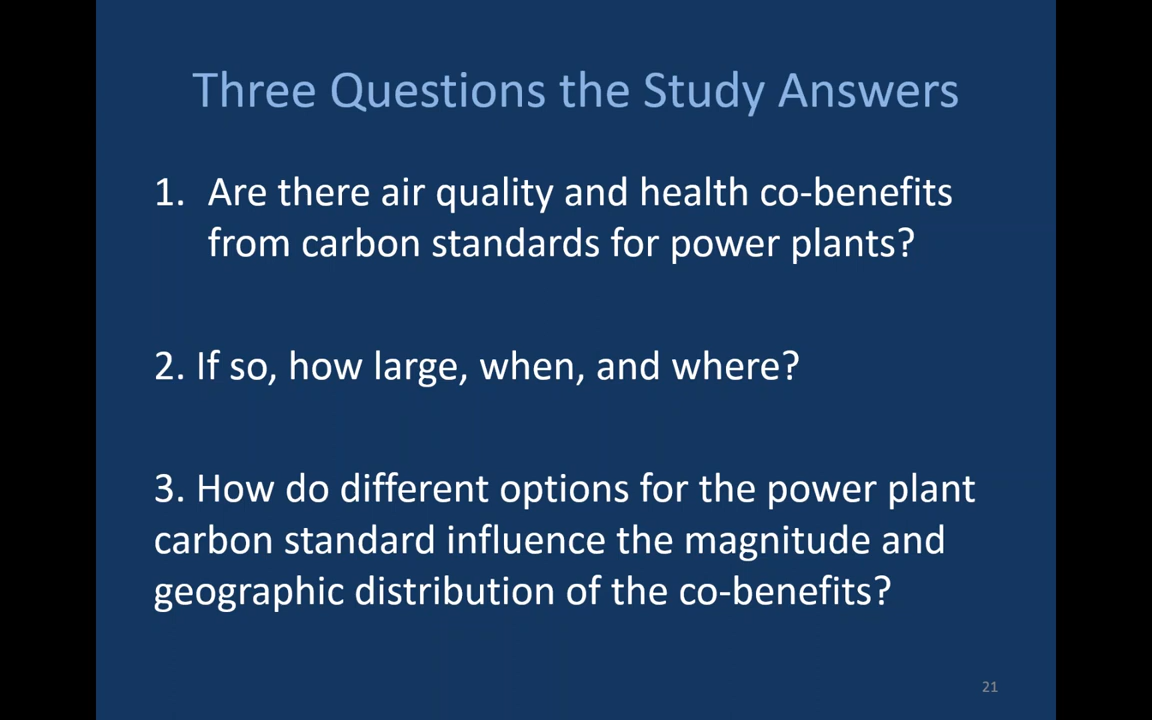 Three Questions the Study Answers
1. Are there air quality and health co-benefits
from carbon standards for power plants?
2. If so, how large, when, and where?
3. How do different options for the power plant
carbon standard influence the magnitude and
geographic distribution of the co-benefits?
21